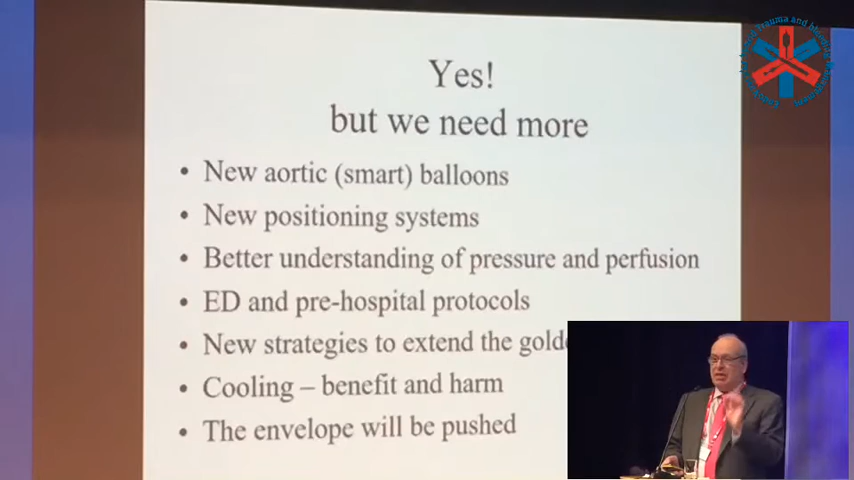 Yes!
but we need more
• New aortic (smart) balloons
• New positioning systems
• Better understanding of pressure and perfusion
• ED and pre-hospital protocols
• New strategies to extend the
• Cooling – benefit and harm
• The envelope will be pushed